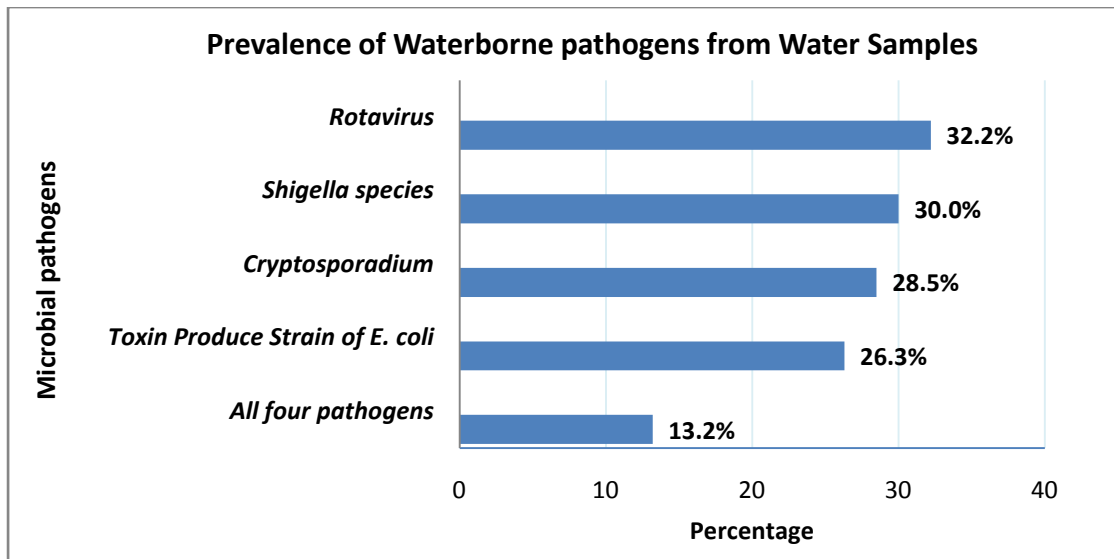 Prevalence of Waterborne pathogens from Water Samples
Microbial pathogens
Rotavirus
32.2%
Shigella species
30.0%
Cryptosporadium
28.5%
Toxin Produce Strain of E. coli
26.3%
All four pathogens
13.2%
0 10 20 30 40
Percentage